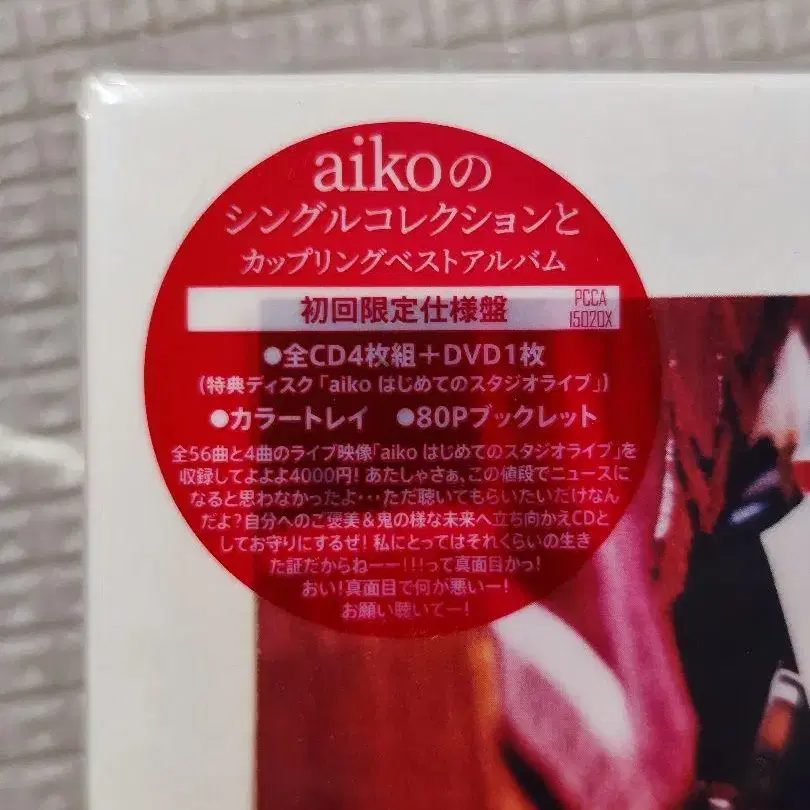 aikoの
シングルコレクションと
カップリングベストアルバム
初回限定仕様盤
PCCA
15020X
●全CD4枚組＋DVD1枚
(特典ディスク「aiko はじめてのスタジオライブ」)
●カラートレイ ●80Pブックレット
全56曲と4曲のライブ映像「aiko はじめてのスタジオライブ」を
収録してよよよ4000円! あたしゃさぁ、この値段でニュースに
なると思わなかったよ・・・ただ聴いてもらいたいだけなん
だよ?自分へのご褒美&鬼の様な未来へ立ち向かえCDと
してお守りにするぜ! 私にとってはそれくらいの生き
た証だからねーー!!!って真面目かっ!
おい!真面目で何が悪いー!
お願い聴いてー!